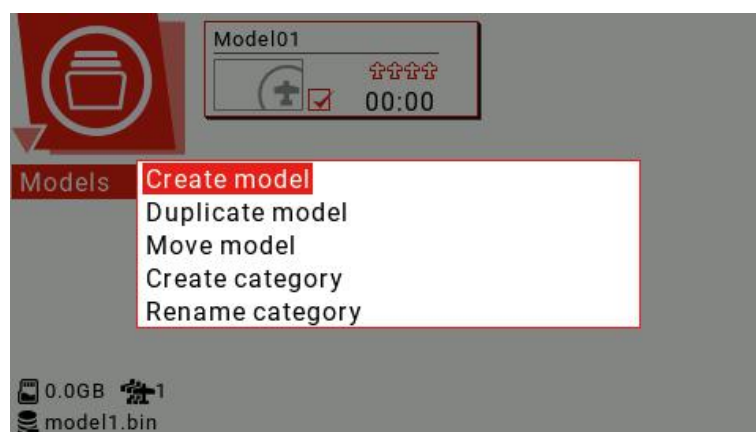 Model01
00:00
Models
Create model
Duplicate model
Move model
Create category
Rename category
0.0GB 1
model1.bin